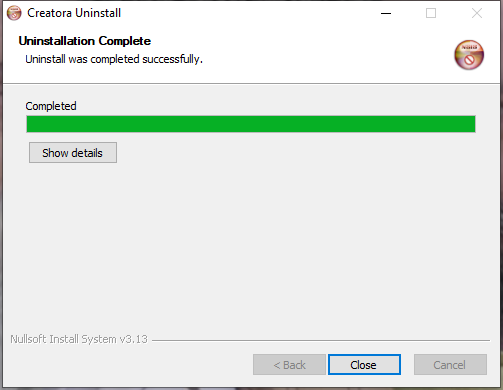 Creatora Uninstall
Uninstallation Complete
Uninstall was completed successfully.
Completed
Show details
Nullsoft Install System v3.13
< Back
Close
Cancel